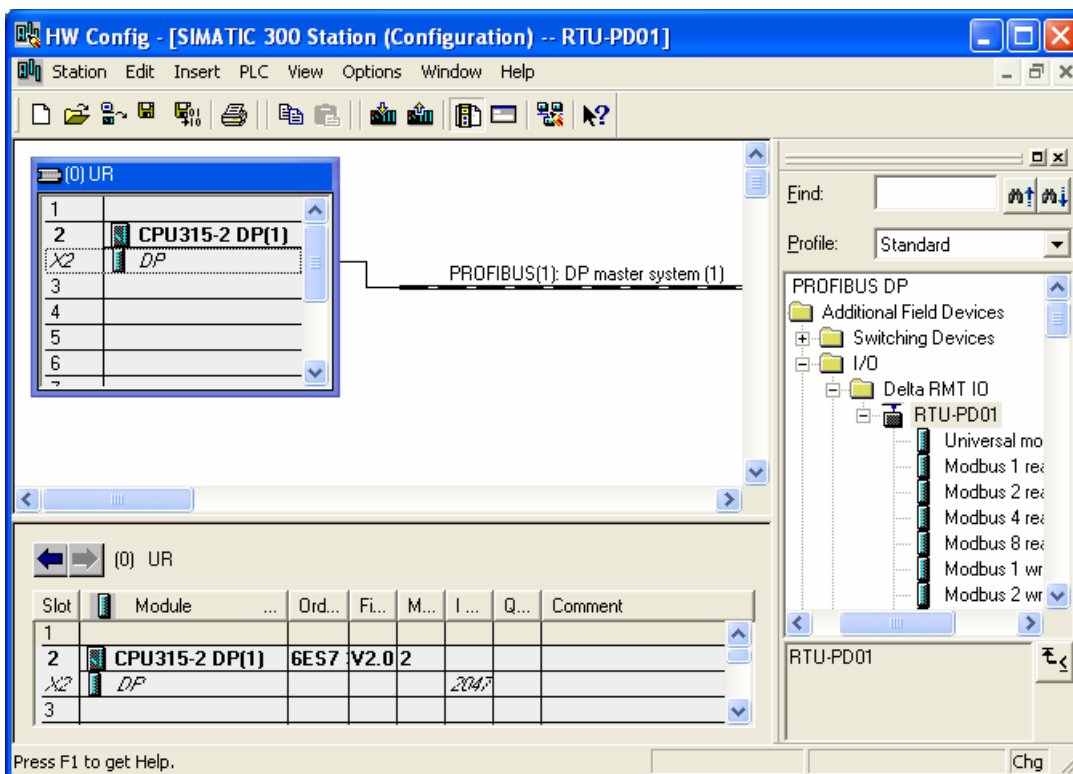 HW Config - [SIMATIC 300 Station (Configuration) -- RTU-PD01]
Station Edit Insert PLC View Options Window Help
(0) UR
1
2 CPU315-2 DP(1)
X2 DP
3
4
5
6
PROFIBUS(1): DP master system (1)
Find:
Profile: Standard
PROFIBUS DP
Additional Field Devices
Switching Devices
I/O
Delta RMT IO
RTU-PD01
Universal mo
Modbus 1 rea
Modbus 2 rea
Modbus 4 rea
Modbus 8 rea
Modbus 1 wr
Modbus 2 wr
RTU-PD01
(0) UR
Slot Module ... Ord... Fi... M... I ... Q... Comment
1
2 CPU315-2 DP(1) 6ES7 V2.0 2
X2 DP 2047
3
Press F1 to get Help.
Chg